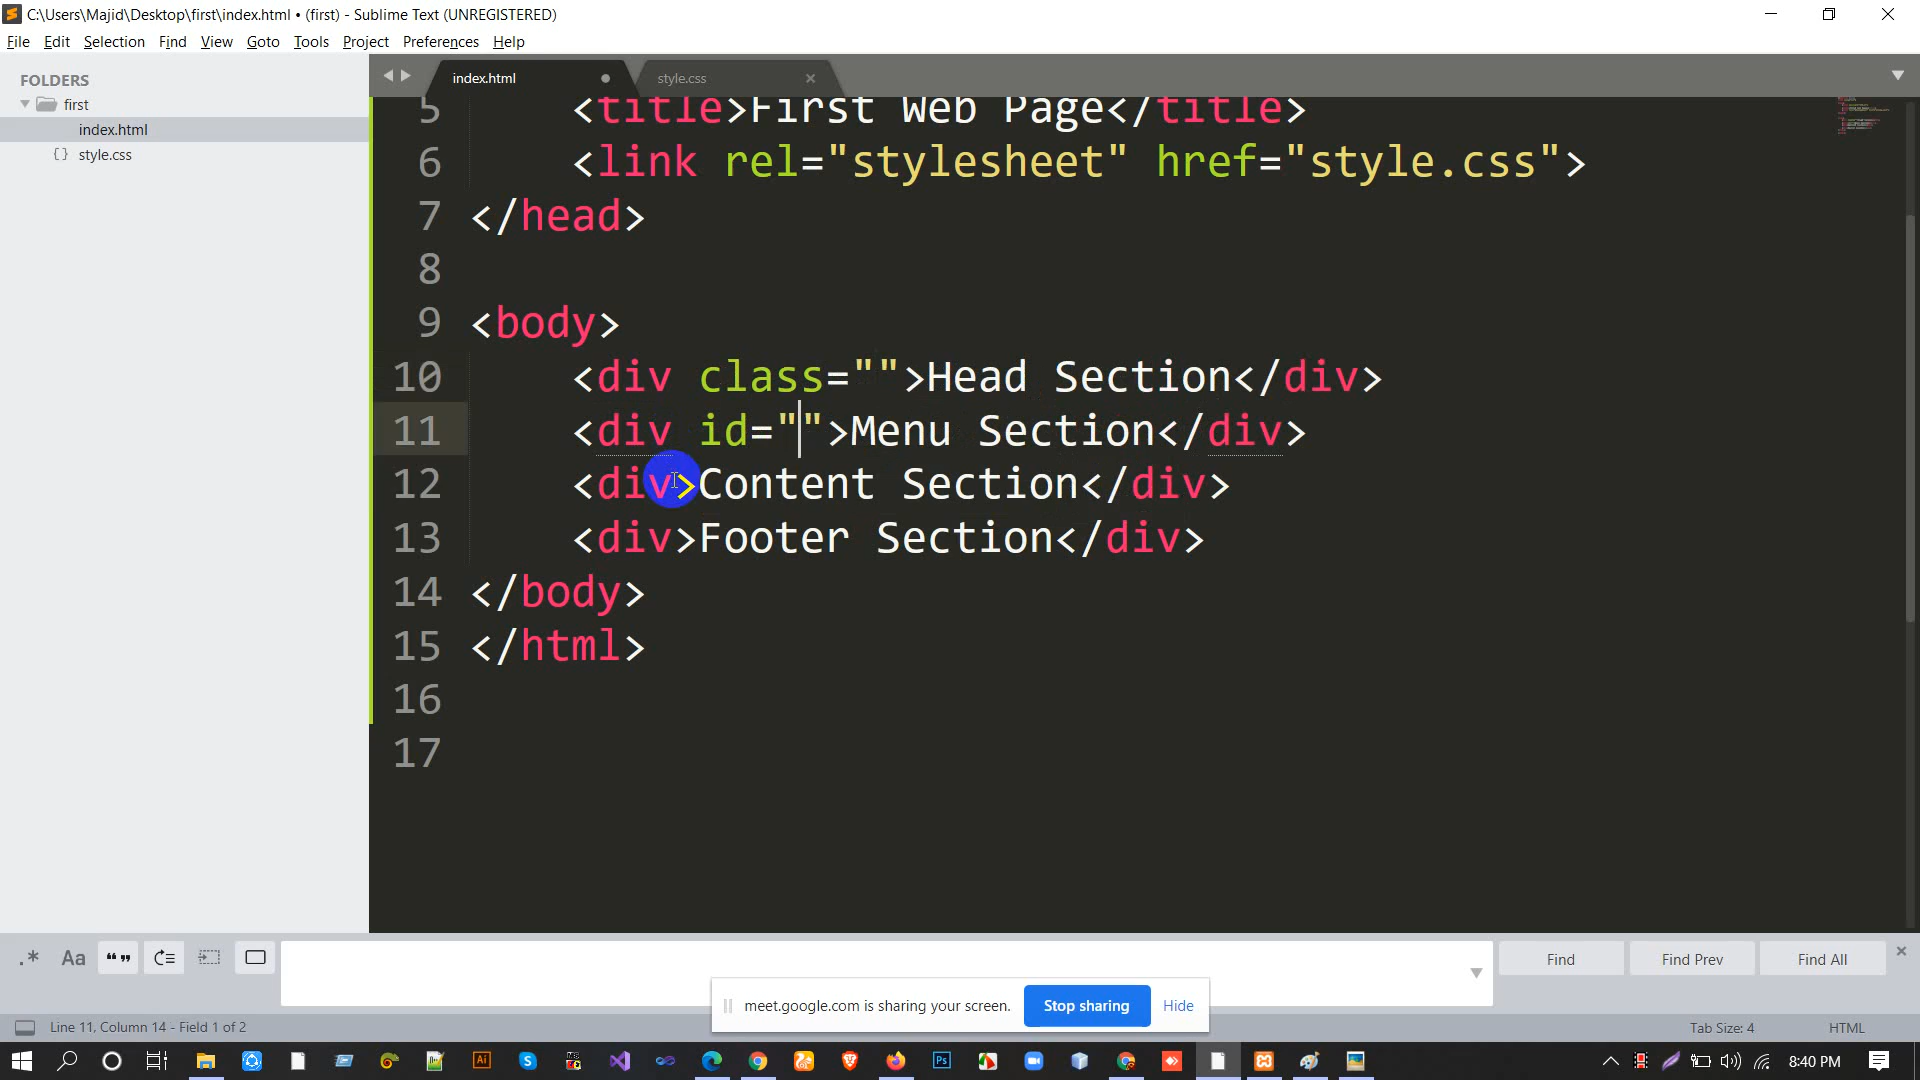 C:\Users\Majid\Desktop\first\index.html • (first) - Sublime Text (UNREGISTERED)
File Edit Selection Find View Goto Tools Project Preferences Help
FOLDERS
first
index.html
style.css
index.html style.css
5 <title>First Web Page</title>
6 <link rel="stylesheet" href="style.css">
7 </head>
8
9 <body>
10 <div class="">Head Section</div>
11 <div id="">Menu Section</div>
12 <div>Content Section</div>
13 <div>Footer Section</div>
14 </body>
15 </html>
16
17
.* Aa Find Find Prev Find All
meet.google.com is sharing your screen. Stop sharing Hide
Line 11, Column 14 - Field 1 of 2 Tab Size: 4 HTML
Ai Ps 8:40 PM